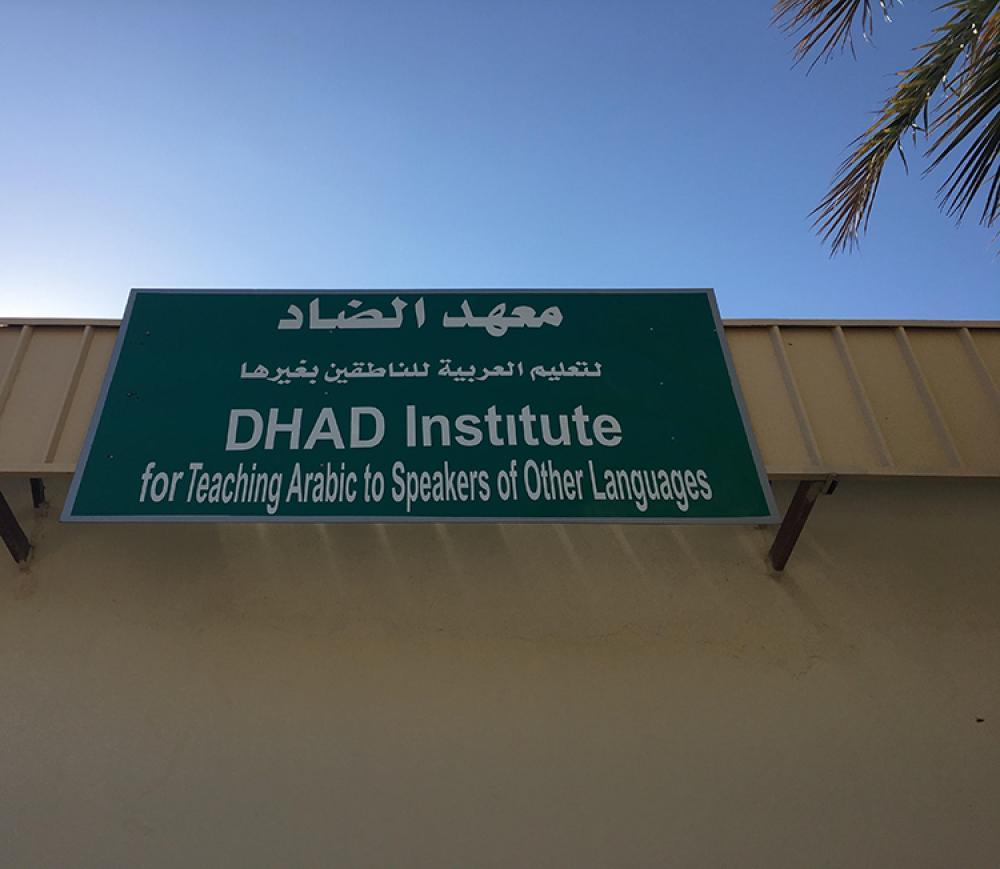 معهد الضاد
لتعليم العربية للناطقين بغيرها
DHAD Institute
for Teaching Arabic to Speakers of Other Languages